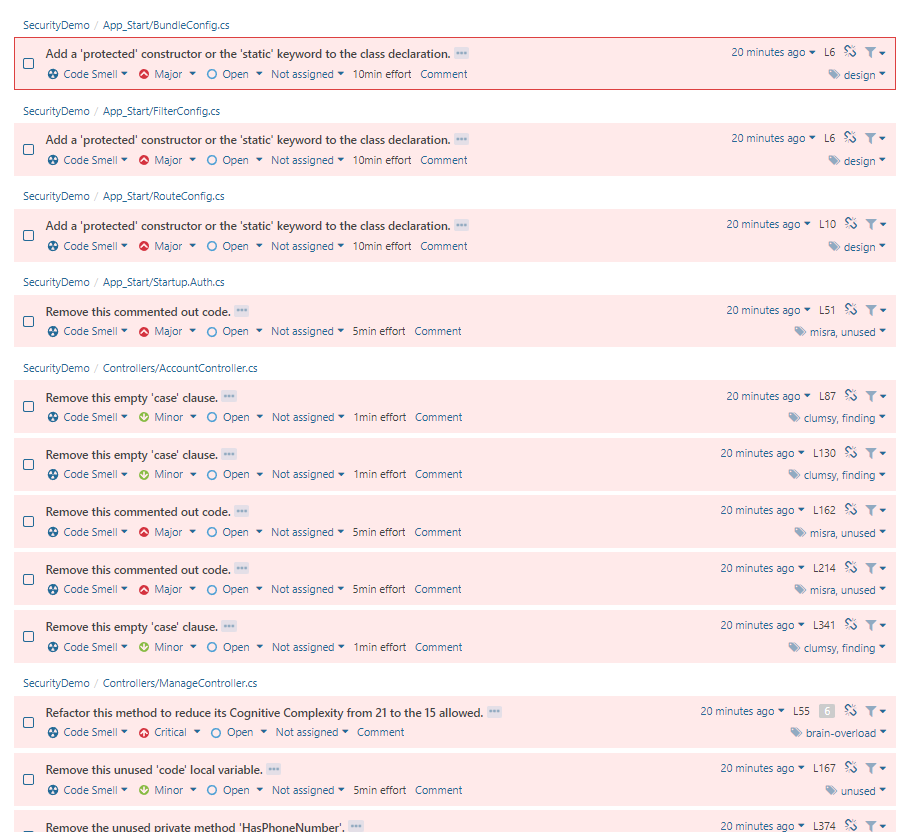 SecurityDemo / App_Start/BundleConfig.cs
Add a 'protected' constructor or the 'static' keyword to the class declaration. ••• 20 minutes ago L6
Code Smell Major Open Not assigned 10min effort Comment design
SecurityDemo / App_Start/FilterConfig.cs
Add a 'protected' constructor or the 'static' keyword to the class declaration. ••• 20 minutes ago L6
Code Smell Major Open Not assigned 10min effort Comment design
SecurityDemo / App_Start/RouteConfig.cs
Add a 'protected' constructor or the 'static' keyword to the class declaration. ••• 20 minutes ago L10
Code Smell Major Open Not assigned 10min effort Comment design
SecurityDemo / App_Start/Startup.Auth.cs
Remove this commented out code. ••• 20 minutes ago L51
Code Smell Major Open Not assigned 5min effort Comment misra, unused
SecurityDemo / Controllers/AccountController.cs
Remove this empty 'case' clause. ••• 20 minutes ago L87
Code Smell Minor Open Not assigned 1min effort Comment clumsy, finding
Remove this empty 'case' clause. ••• 20 minutes ago L130
Code Smell Minor Open Not assigned 1min effort Comment clumsy, finding
Remove this commented out code. ••• 20 minutes ago L162
Code Smell Major Open Not assigned 5min effort Comment misra, unused
Remove this commented out code. ••• 20 minutes ago L214
Code Smell Major Open Not assigned 5min effort Comment misra, unused
Remove this empty 'case' clause. ••• 20 minutes ago L341
Code Smell Minor Open Not assigned 1min effort Comment clumsy, finding
SecurityDemo / Controllers/ManageController.cs
Refactor this method to reduce its Cognitive Complexity from 21 to the 15 allowed. ••• 20 minutes ago L55 6
Code Smell Critical Open Not assigned Comment brain-overload
Remove this unused 'code' local variable. ••• 20 minutes ago L167
Code Smell Minor Open Not assigned 5min effort Comment unused
Remove the unused private method 'HasPhoneNumber'. ••• 20 minutes ago L374